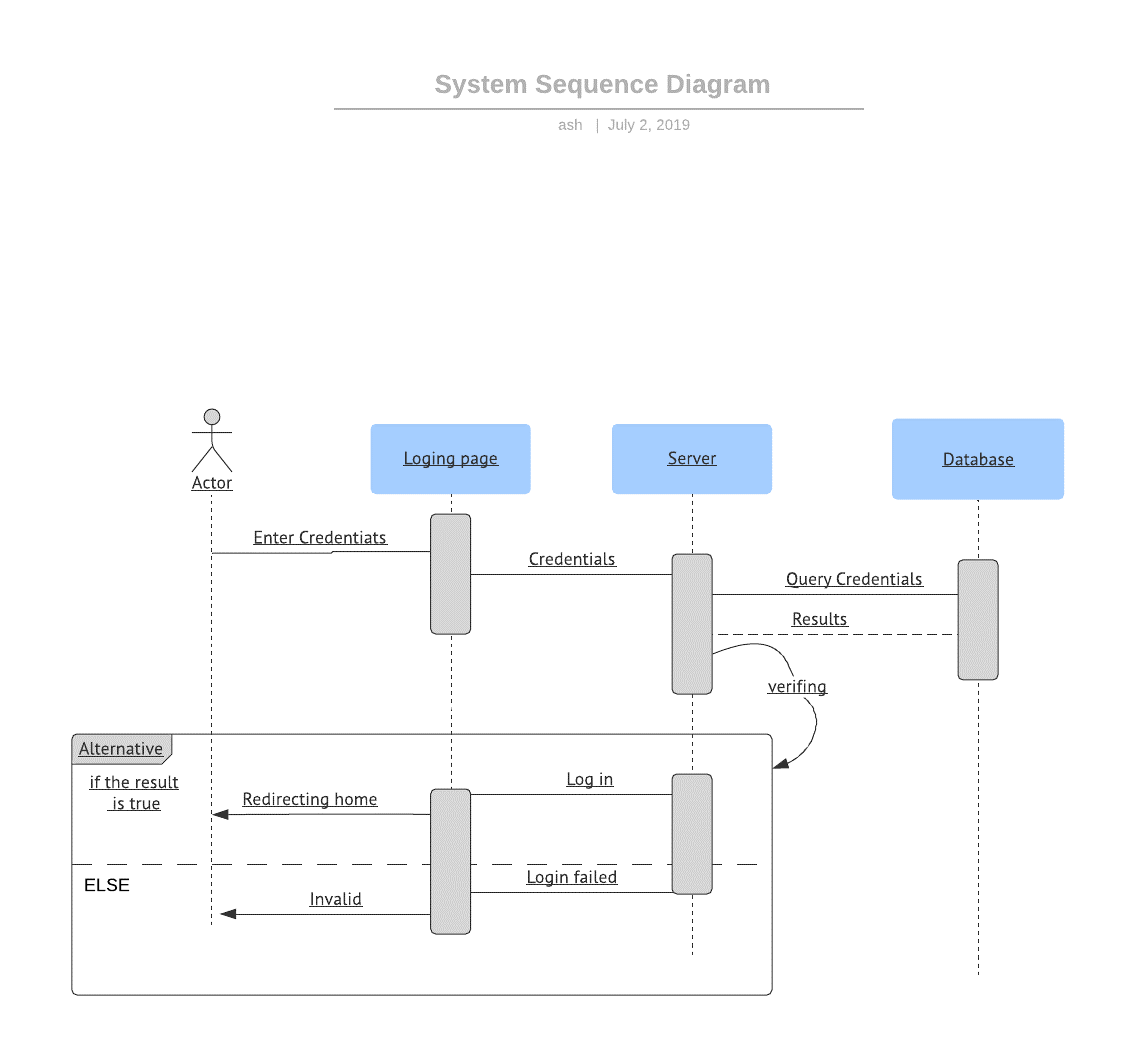 System Sequence Diagram
ash | July 2, 2019
Actor
Loging page
Server
Database
Enter Credentiats
Credentials
Query Credentials
Results
verifing
Alternative
if the result
is true
Log in
Redirecting home
ELSE
Login failed
Invalid